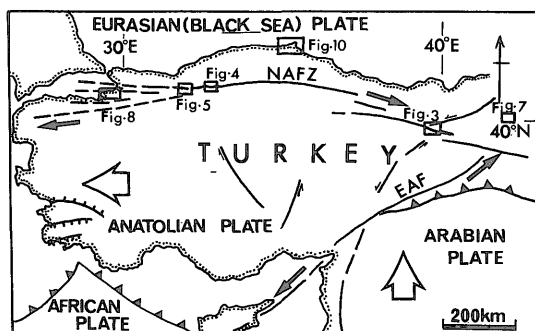 EURASIAN(BLACK SEA) PLATE
30°E
Fig·10
40°E
Fig·4
NAFZ
Fig·8
Fig·5
Fig·3
Fig·7
40°N
TURKEY
EAF
ANATOLIAN PLATE
ARABIAN
PLATE
AFRICAN
PLATE
200km